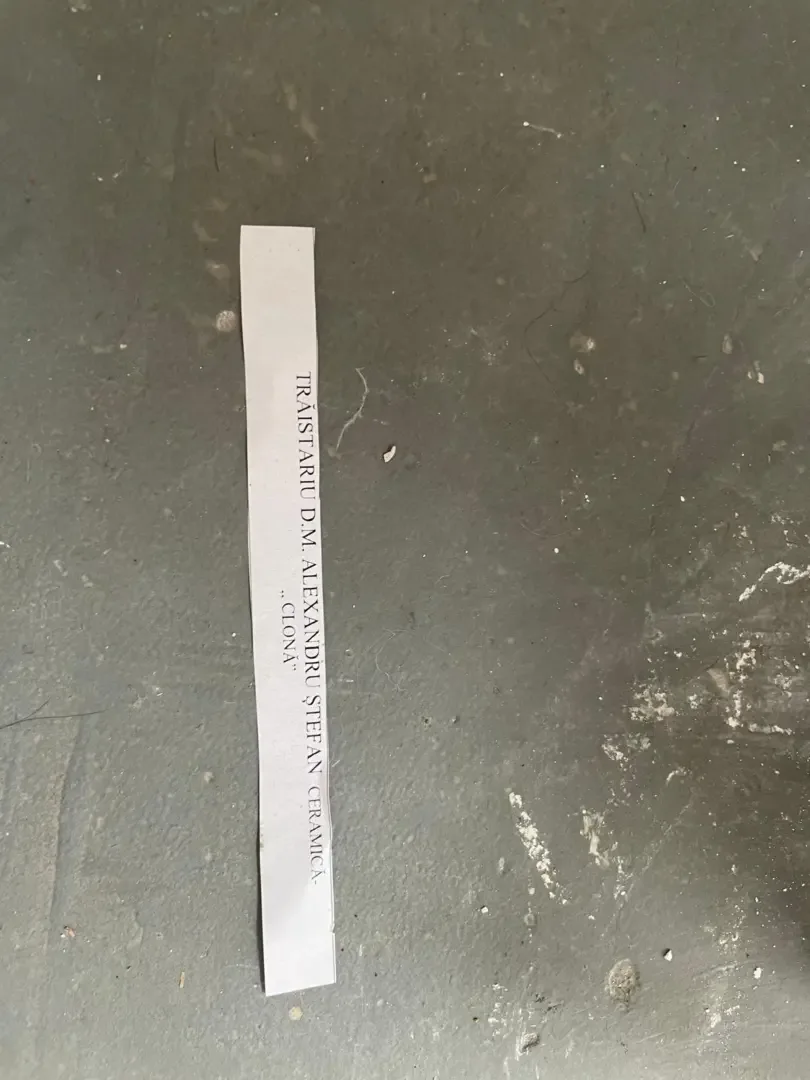 TRĂISTARIU D.M. ALEXANDRU ȘTEFAN CERAMICĂ-
„CLONĂ”